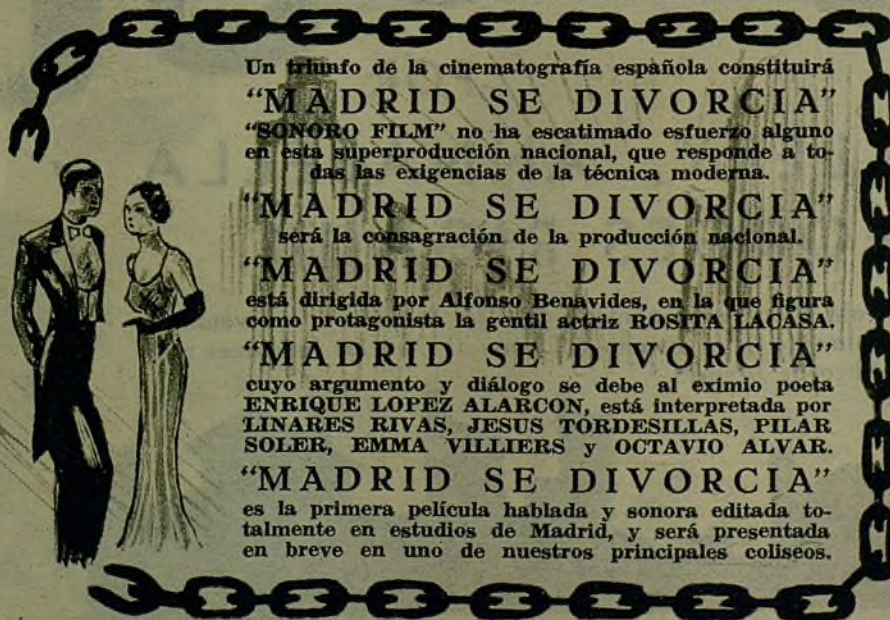 Un triunfo de la cinematografía española constituirá
"MADRID SE DIVORCIA"
"SONORO FILM" no ha escatimado esfuerzo alguno
en esta superproducción nacional, que responde a to-
das las exigencias de la técnica moderna.
"MADRID SE DIVORCIA"
será la consagración de la producción nacional.
"MADRID SE DIVORCIA"
está dirigida por Alfonso Benavides, en la que figura
como protagonista la gentil actriz ROSITA LACASA.
"MADRID SE DIVORCIA"
cuyo argumento y diálogo se debe al eximio poeta
ENRIQUE LOPEZ ALARCON, está interpretada por
LINARES RIVAS, JESUS TORDESILLAS, PILAR
SOLER, EMMA VILLIERS y OCTAVIO ALVAR.
"MADRID SE DIVORCIA"
es la primera película hablada y sonora editada to-
talmente en estudios de Madrid, y será presentada
en breve en uno de nuestros principales coliseos.